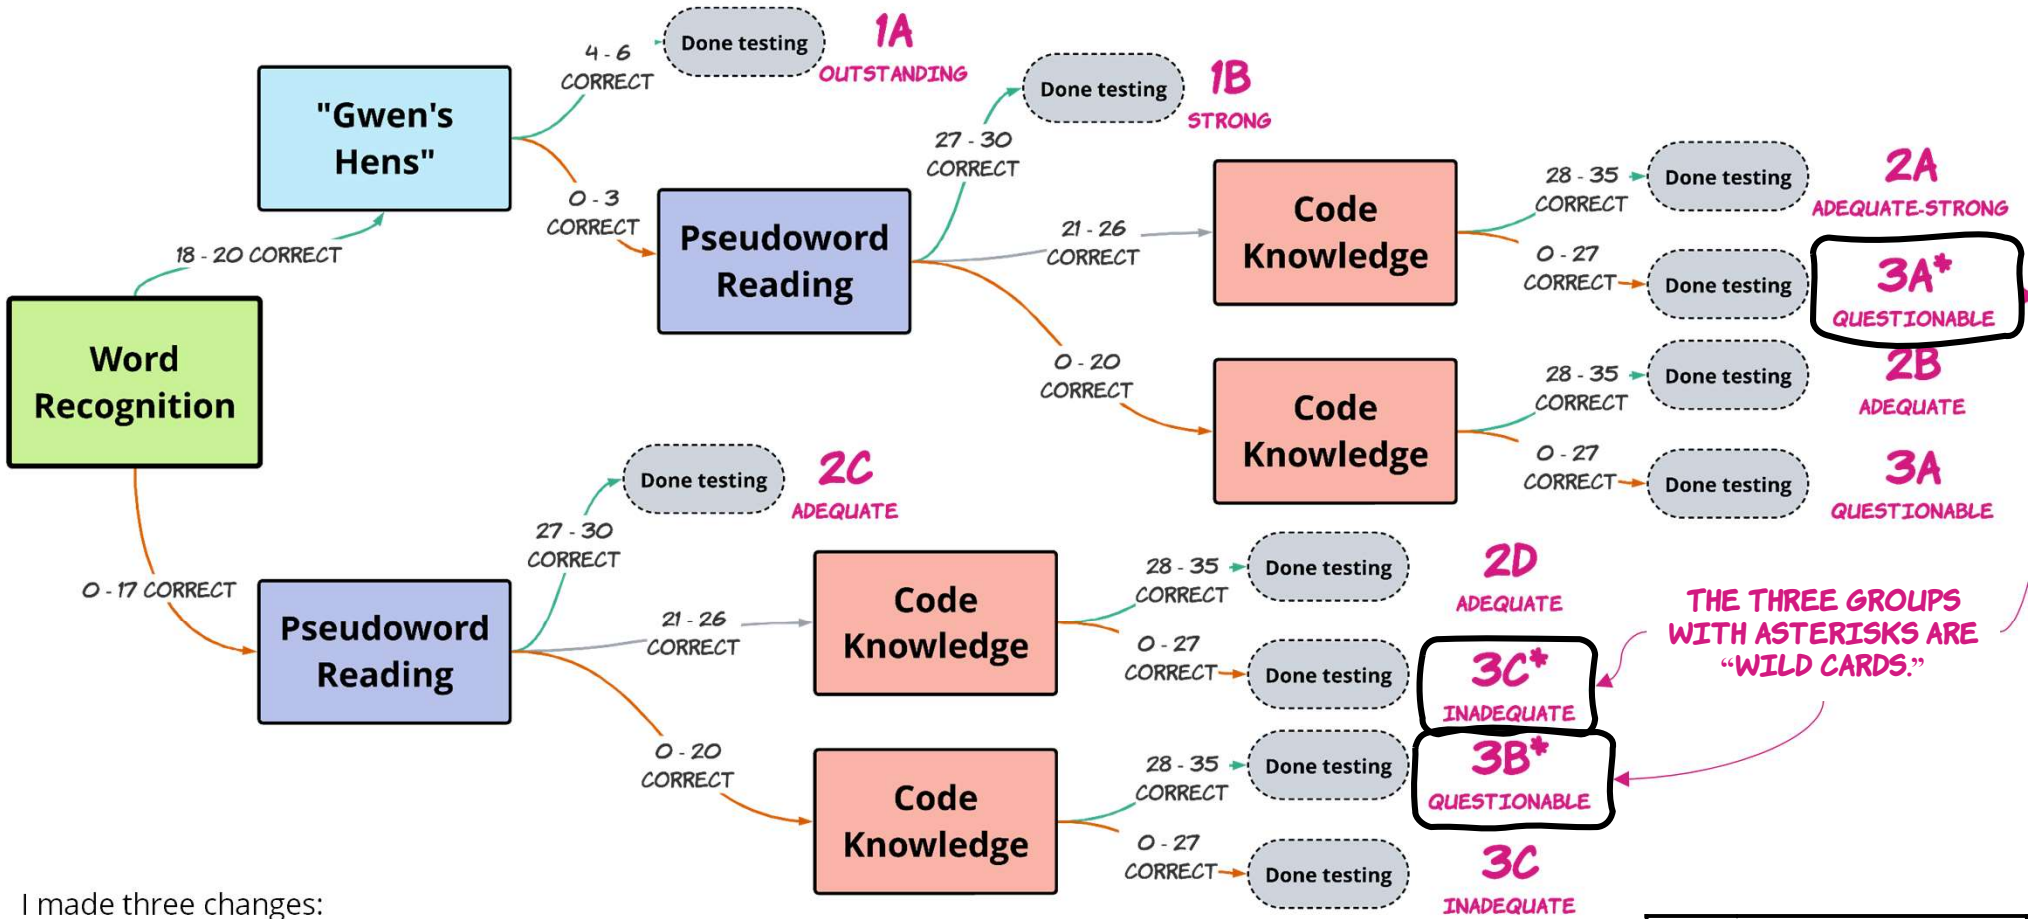 4 - 6
CORRECT
Done testing
1A
OUTSTANDING
"Gwen's
Hens"
0 - 3
CORRECT
18 - 20 CORRECT
Word
Recognition
0 - 17 CORRECT
Pseudoword
Reading
27 - 30
CORRECT
Done testing
1B
STRONG
21 - 26
CORRECT
0 - 20
CORRECT
Code
Knowledge
28 - 35
CORRECT
Done testing
2A
ADEQUATE-STRONG
0 - 27
CORRECT
Done testing
3A*
QUESTIONABLE
Code
Knowledge
28 - 35
CORRECT
Done testing
2B
ADEQUATE
0 - 27
CORRECT
Done testing
3A
QUESTIONABLE
Pseudoword
Reading
27 - 30
CORRECT
Done testing
2C
ADEQUATE
21 - 26
CORRECT
0 - 20
CORRECT
Code
Knowledge
28 - 35
CORRECT
Done testing
2D
ADEQUATE
0 - 27
CORRECT
Done testing
3C*
INADEQUATE
Code
Knowledge
28 - 35
CORRECT
Done testing
3B*
QUESTIONABLE
0 - 27
CORRECT
Done testing
3C
INADEQUATE
THE THREE GROUPS
WITH ASTERISKS ARE
“WILD CARDS.”
I made three changes: